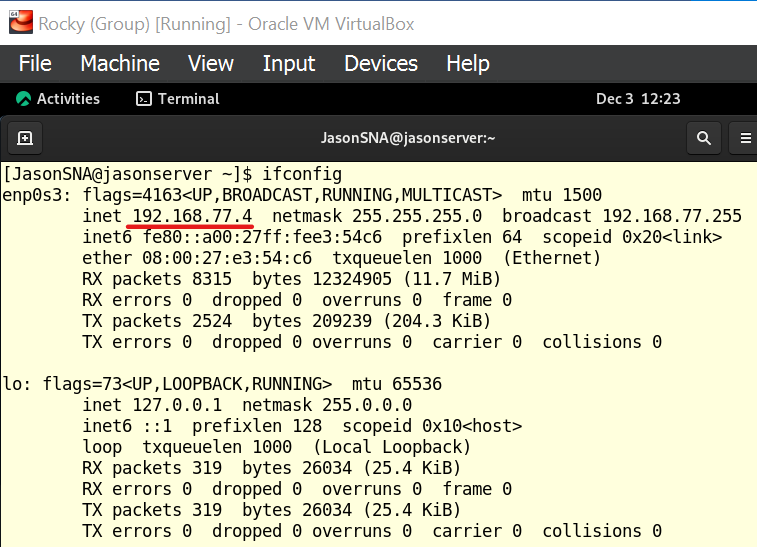 64
Rocky (Group) [Running] - Oracle VM VirtualBox
File Machine View Input Devices Help
Activities Terminal Dec 3 12:23
JasonSNA@jasonserver:~
[JasonSNA@jasonserver ~]$ ifconfig
enp0s3: flags=4163<UP,BROADCAST,RUNNING,MULTICAST>  mtu 1500
        inet 192.168.77.4  netmask 255.255.255.0  broadcast 192.168.77.255
        inet6 fe80::a00:27ff:fee3:54c6  prefixlen 64  scopeid 0x20<link>
        ether 08:00:27:e3:54:c6  txqueuelen 1000  (Ethernet)
        RX packets 8315  bytes 12324905 (11.7 MiB)
        RX errors 0  dropped 0  overruns 0  frame 0
        TX packets 2524  bytes 209239 (204.3 KiB)
        TX errors 0  dropped 0 overruns 0  carrier 0  collisions 0

lo: flags=73<UP,LOOPBACK,RUNNING>  mtu 65536
        inet 127.0.0.1  netmask 255.0.0.0
        inet6 ::1  prefixlen 128  scopeid 0x10<host>
        loop  txqueuelen 1000  (Local Loopback)
        RX packets 319  bytes 26034 (25.4 KiB)
        RX errors 0  dropped 0  overruns 0  frame 0
        TX packets 319  bytes 26034 (25.4 KiB)
        TX errors 0  dropped 0 overruns 0  carrier 0  collisions 0